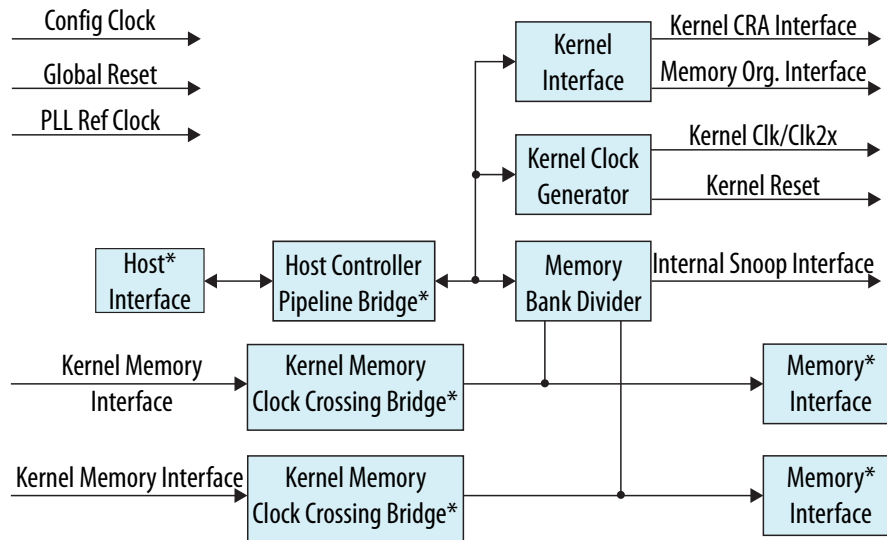 Config Clock
Global Reset
PLL Ref Clock
Kernel
Interface
Kernel CRA Interface
Memory Org. Interface
Kernel Clock
Generator
Kernel Clk/Clk2x
Kernel Reset
Host*
Interface
Host Controller
Pipeline Bridge*
Memory
Bank Divider
Internal Snoop Interface
Kernel Memory
Interface
Kernel Memory
Clock Crossing Bridge*
Memory*
Interface
Kernel Memory Interface
Kernel Memory
Clock Crossing Bridge*
Memory*
Interface